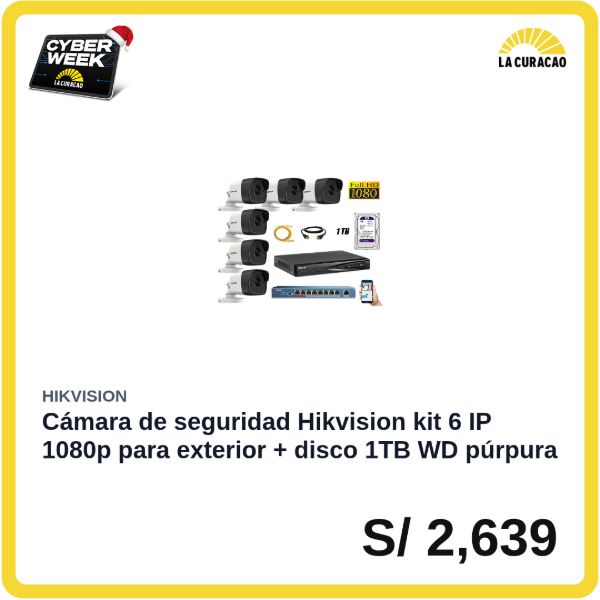 CYBER
WEEK
LA CURACAO
LA CURACAO
Full HD
1080
1TB
HIKVISION
Cámara de seguridad Hikvision kit 6 IP
1080p para exterior + disco 1TB WD púrpura
S/ 2,639